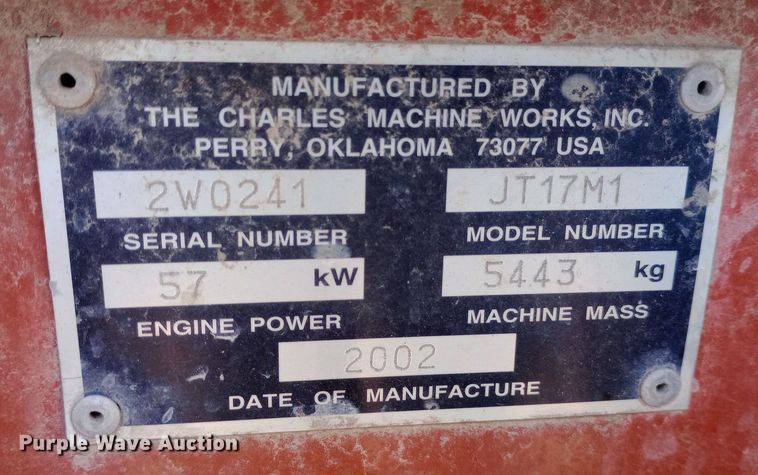 MANUFACTURED BY
THE CHARLES MACHINE WORKS, INC.
PERRY, OKLAHOMA 73077 USA
2W0241 JT17M1
SERIAL NUMBER MODEL NUMBER
57 kW 5443 kg
ENGINE POWER MACHINE MASS
2002
DATE OF MANUFACTURE
Purple Wave Auction